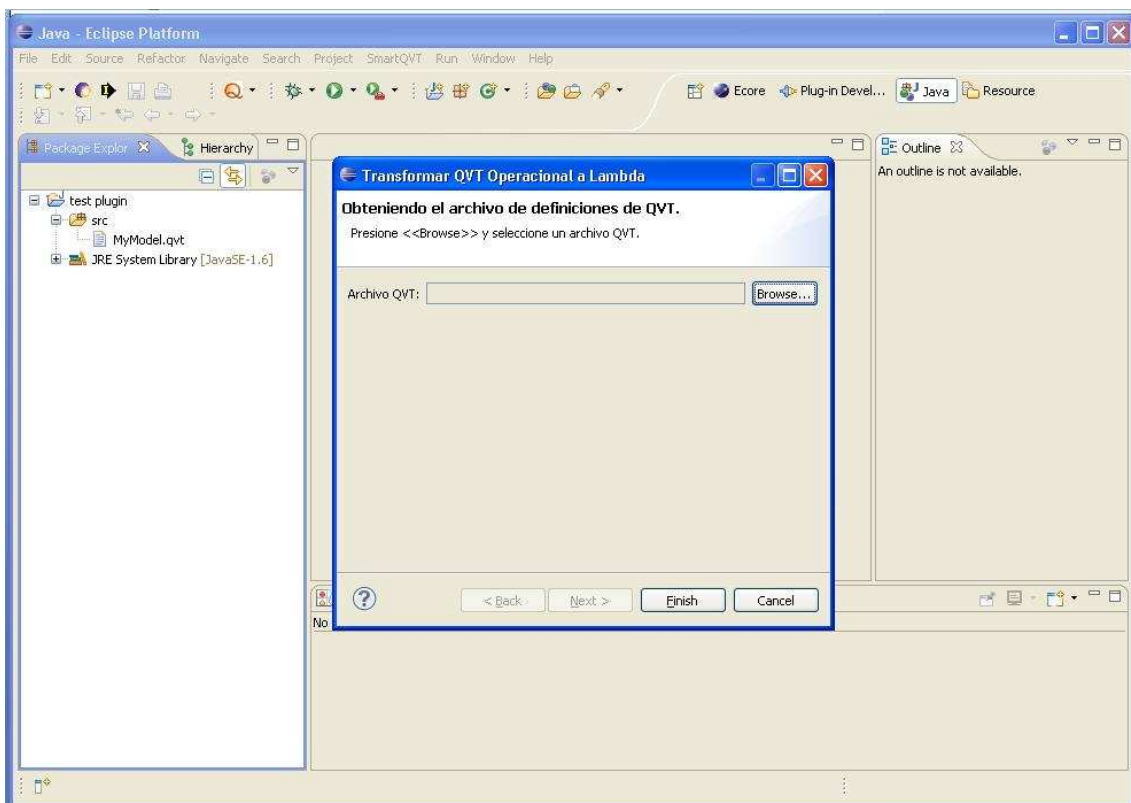 Java - Eclipse Platform
File Edit Source Refactor Navigate Search Project SmartQVT Run Window Help
Ecore Plug-in Devel... Java Resource
Package Explor Hierarchy
Outline
An outline is not available.
test plugin
src
MyModel.qvt
JRE System Library [JavaSE-1.6]
Transformar QVT Operacional a Lambda
Obteniendo el archivo de definiciones de QVT.
Presione <<Browse>> y seleccione un archivo QVT.
Archivo QVT: Browse...
< Back Next > Finish Cancel
No